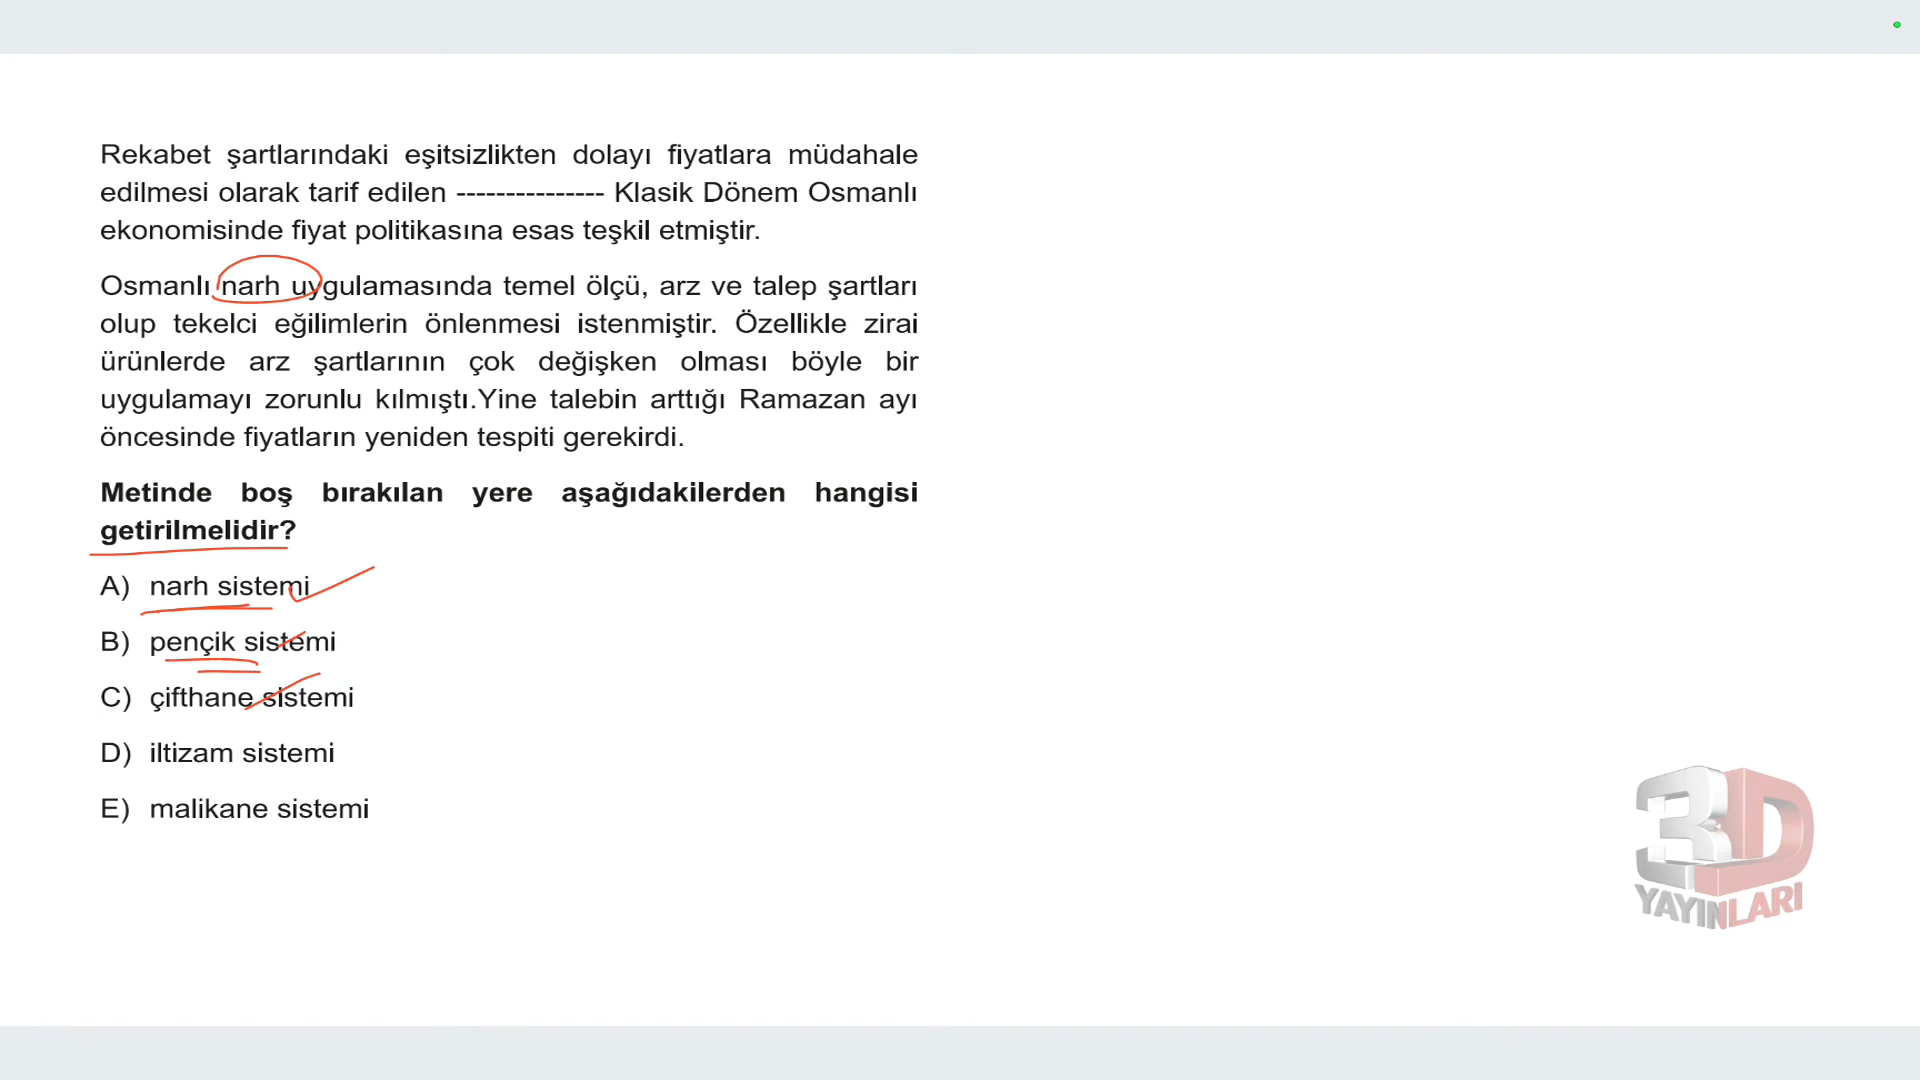 Rekabet şartlarındaki eşitsizlikten dolayı fiyatlara müdahale
edilmesi olarak tarif edilen --------------- Klasik Dönem Osmanlı
ekonomisinde fiyat politikasına esas teşkil etmiştir.
Osmanlı narh uygulamasında temel ölçü, arz ve talep şartları
olup tekelci eğilimlerin önlenmesi istenmiştir. Özellikle zirai
ürünlerde arz şartlarının çok değişken olması böyle bir
uygulamayı zorunlu kılmıştı.Yine talebin arttığı Ramazan ayı
öncesinde fiyatların yeniden tespiti gerekirdi.
Metinde boş bırakılan yere aşağıdakilerden hangisi
getirilmelidir?
A) narh sistemi
B) pençik sistemi
C) çifthane sistemi
D) iltizam sistemi
E) malikane sistemi
3D
YAYINLARI